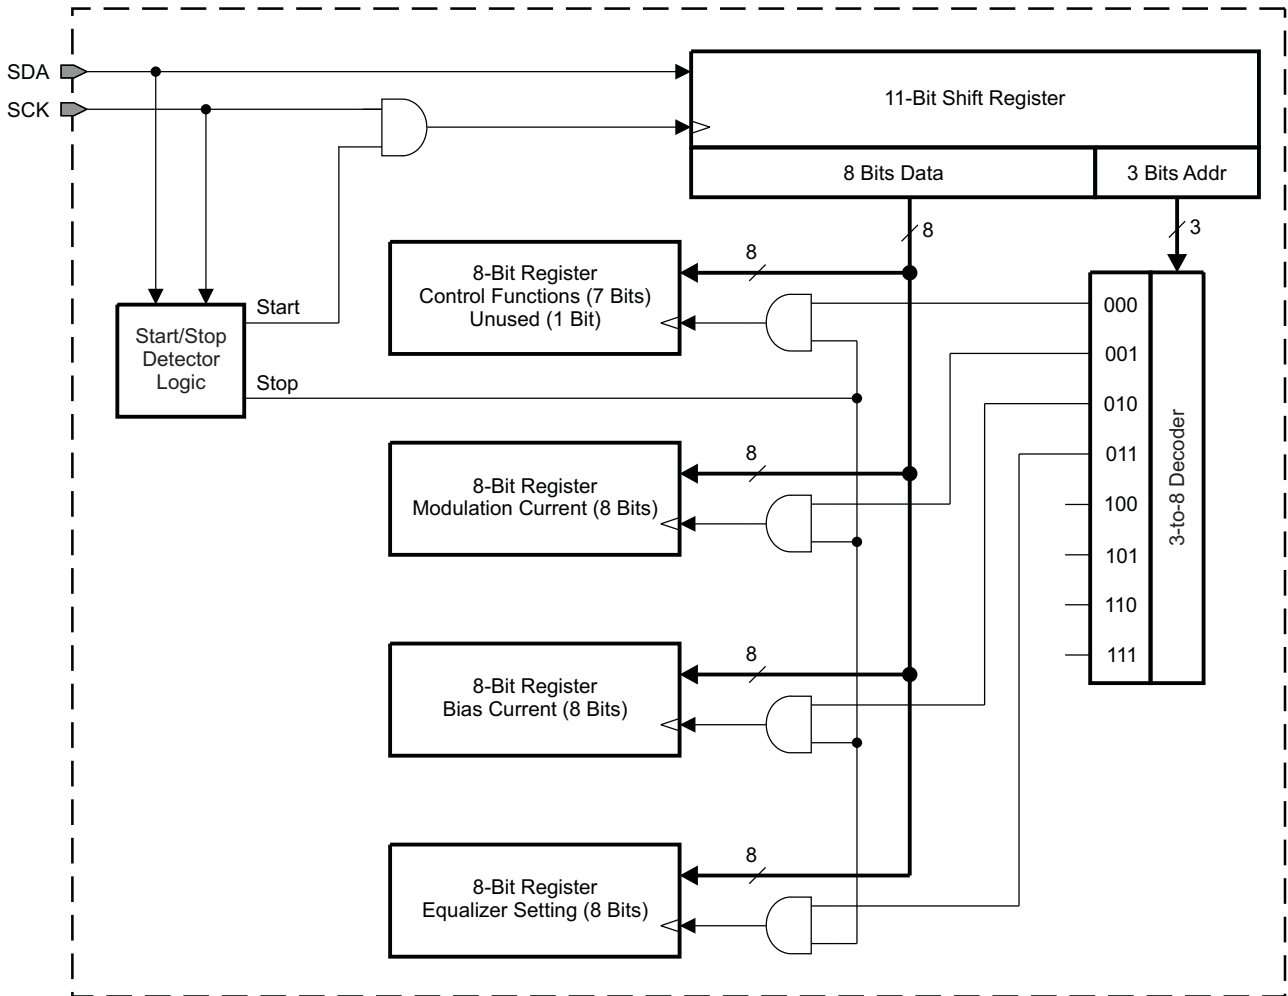 SDA
SCK
11-Bit Shift Register
8 Bits Data
3 Bits Addr
8
3
Start/Stop
Detector
Logic
Start
Stop
8-Bit Register
Control Functions (7 Bits)
Unused (1 Bit)
8
8-Bit Register
Modulation Current (8 Bits)
8
8-Bit Register
Bias Current (8 Bits)
8
8-Bit Register
Equalizer Setting (8 Bits)
8
000
001
010
011
100
101
110
111
3-to-8 Decoder